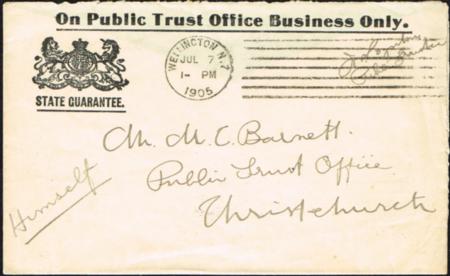 On Public Trust Office Business Only.
WELLINGTON N.Z
JUL 7
1- PM
1905
STATE GUARANTEE.
Mr. M. C. Barnett.
Public Trust Office
Christchurch
Himself